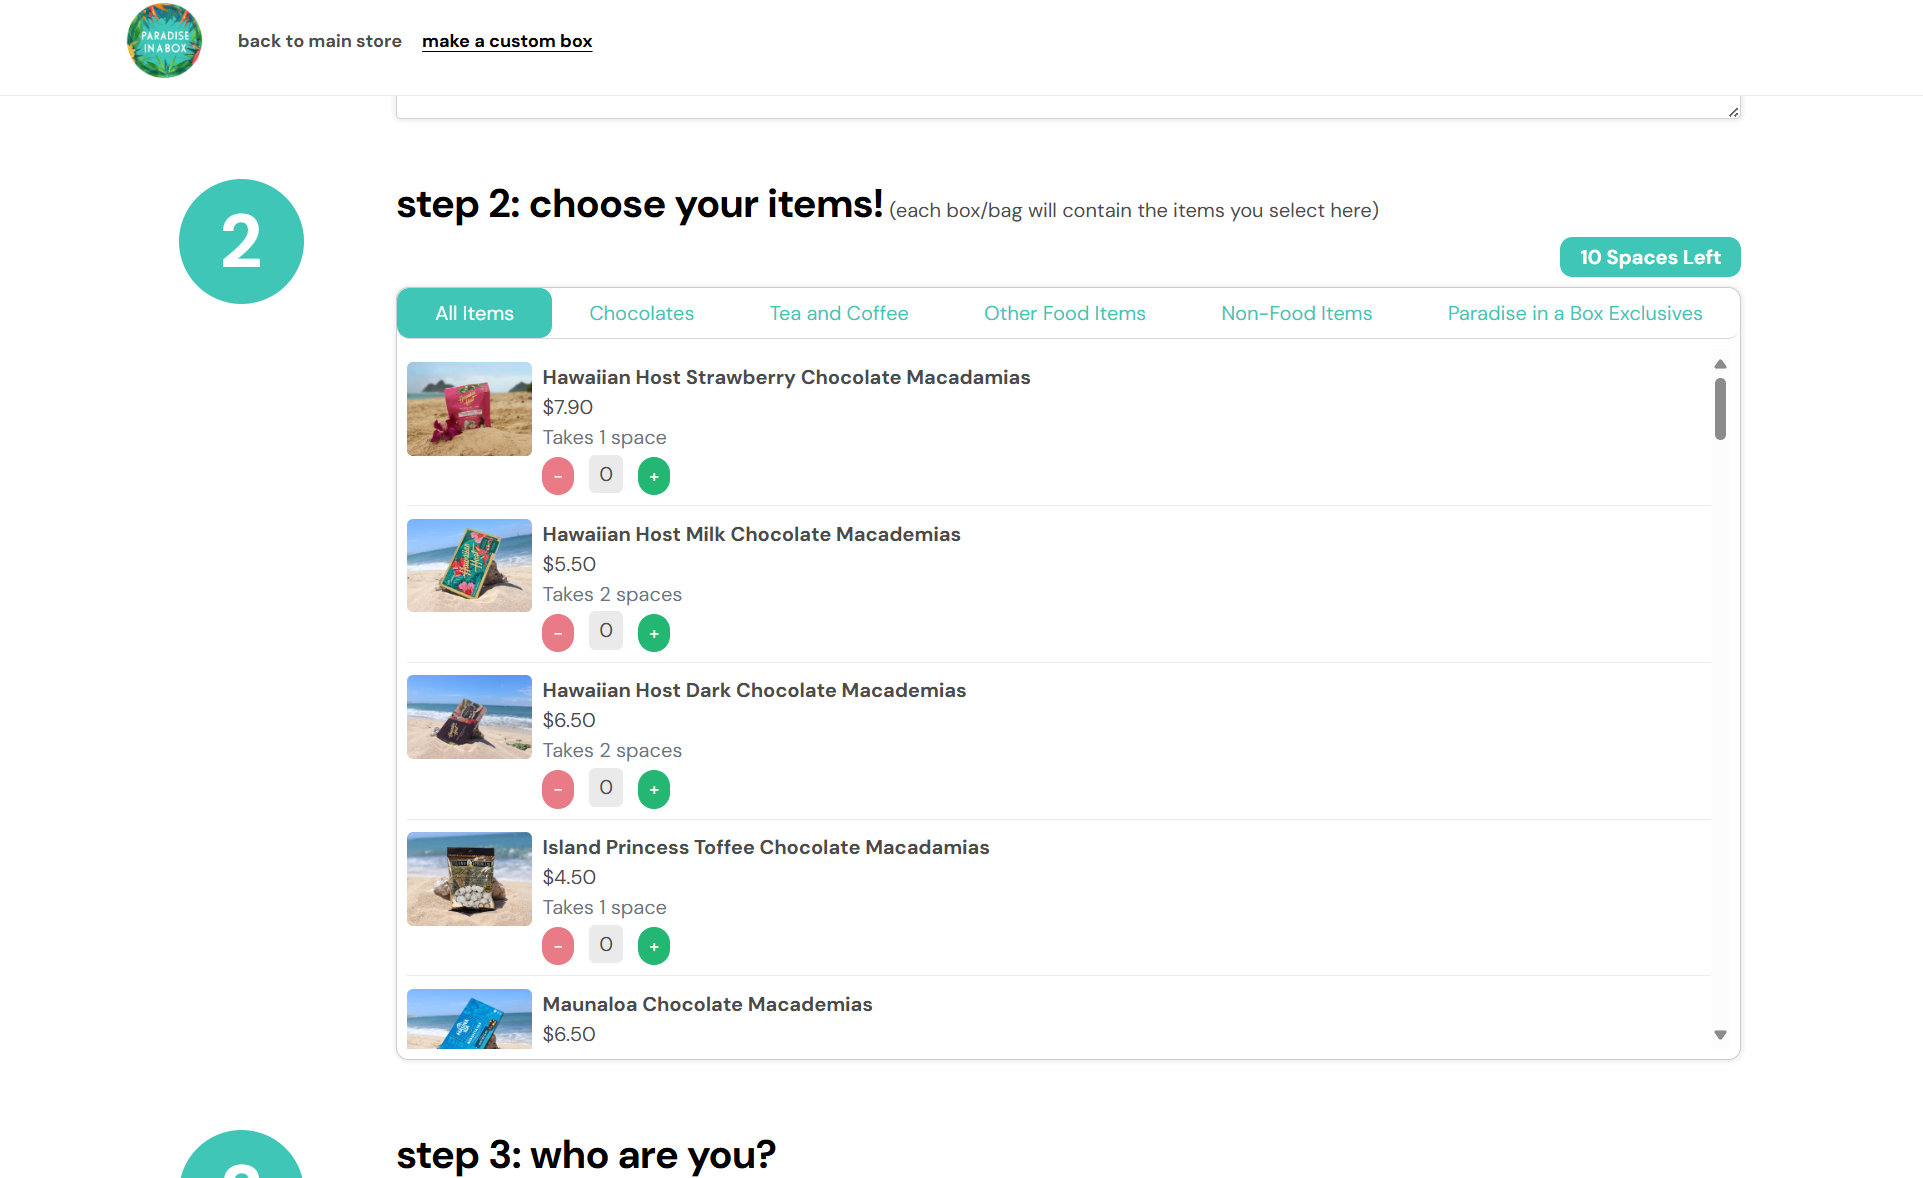 PARADISE
IN A BOX
back to main store make a custom box
2
step 2: choose your items! (each box/bag will contain the items you select here)
10 Spaces Left
All Items Chocolates Tea and Coffee Other Food Items Non-Food Items Paradise in a Box Exclusives
Hawaiian Host Strawberry Chocolate Macadamias
$7.90
Takes 1 space
- 0 +
Hawaiian Host Milk Chocolate Macademias
$5.50
Takes 2 spaces
- 0 +
Hawaiian Host Dark Chocolate Macademias
$6.50
Takes 2 spaces
- 0 +
Island Princess Toffee Chocolate Macadamias
$4.50
Takes 1 space
- 0 +
Maunaloa Chocolate Macademias
$6.50
step 3: who are you?